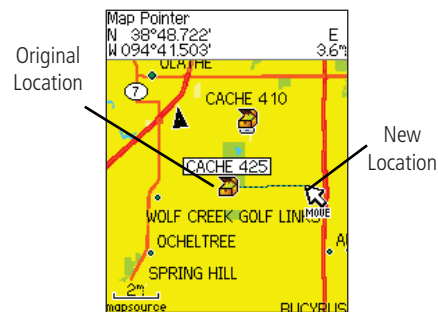 Map Pointer
N 38°48.722' E
W 094°41.503' 3.6ᵐ
OLATHE
Original
Location
7
CACHE 410
New
Location
CACHE 425
MOVE
WOLF CREEK GOLF LINKS
OCHELTREE
SPRING HILL
2ᵐ
mapsource
BUCYRUS